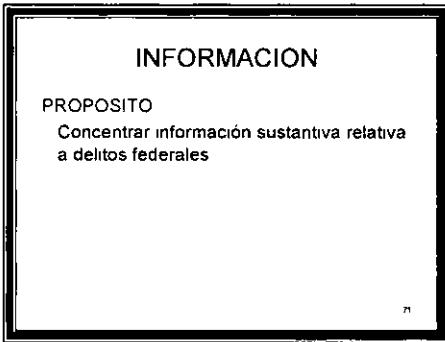 INFORMACION
PROPOSITO
Concentrar información sustantiva relativa
a delitos federales
71